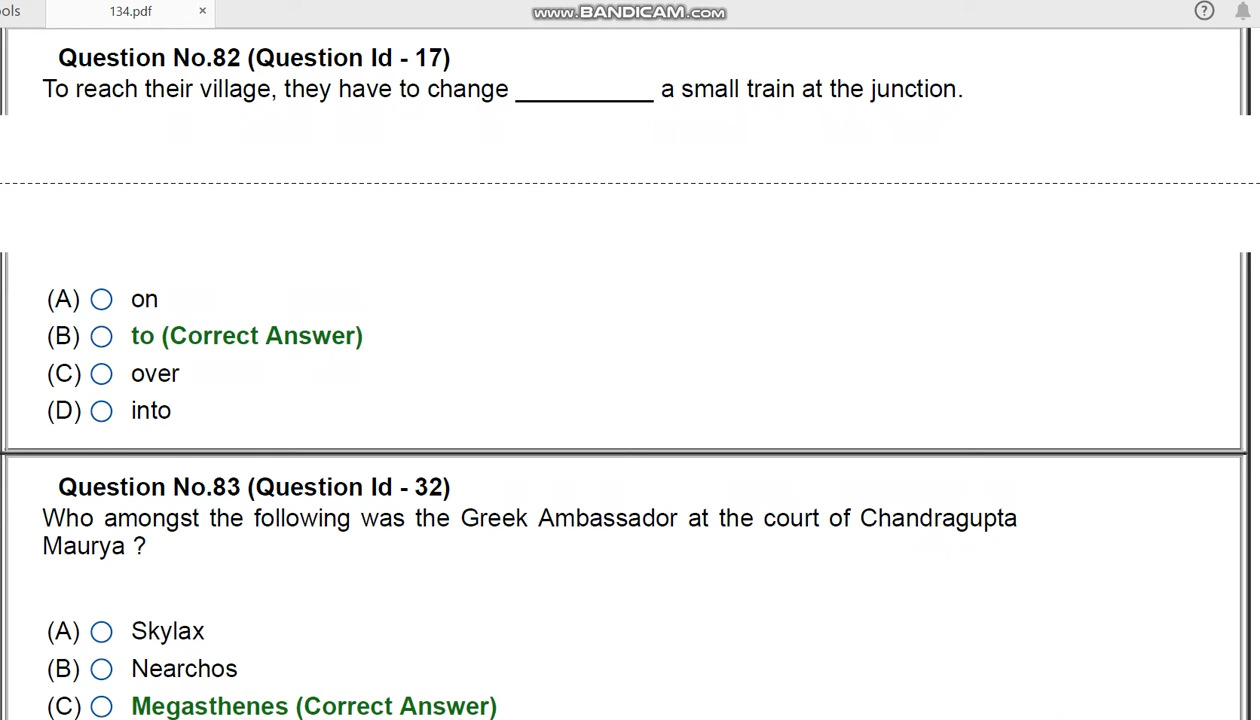 ols
134.pdf ×
www.BANDICAM.com
?
Question No.82 (Question Id - 17)
To reach their village, they have to change __________ a small train at the junction.
(A) on
(B) to (Correct Answer)
(C) over
(D) into
Question No.83 (Question Id - 32)
Who amongst the following was the Greek Ambassador at the court of Chandragupta
Maurya ?
(A) Skylax
(B) Nearchos
(C) Megasthenes (Correct Answer)